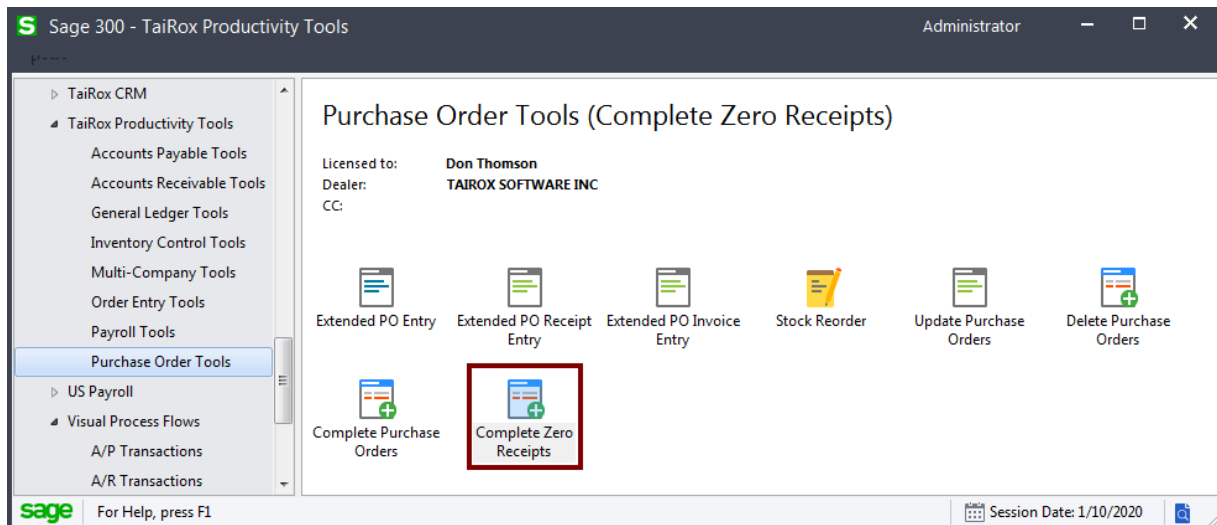 S Sage 300 - TaiRox Productivity Tools
Administrator
TaiRox CRM
TaiRox Productivity Tools
Accounts Payable Tools
Accounts Receivable Tools
General Ledger Tools
Inventory Control Tools
Multi-Company Tools
Order Entry Tools
Payroll Tools
Purchase Order Tools
US Payroll
Visual Process Flows
A/P Transactions
A/R Transactions
Purchase Order Tools (Complete Zero Receipts)
Licensed to: Don Thomson
Dealer: TAIROX SOFTWARE INC
CC:
Extended PO Entry
Extended PO Receipt
Entry
Extended PO Invoice
Entry
Stock Reorder
Update Purchase
Orders
Delete Purchase
Orders
Complete Purchase
Orders
Complete Zero
Receipts
sage For Help, press F1
Session Date: 1/10/2020